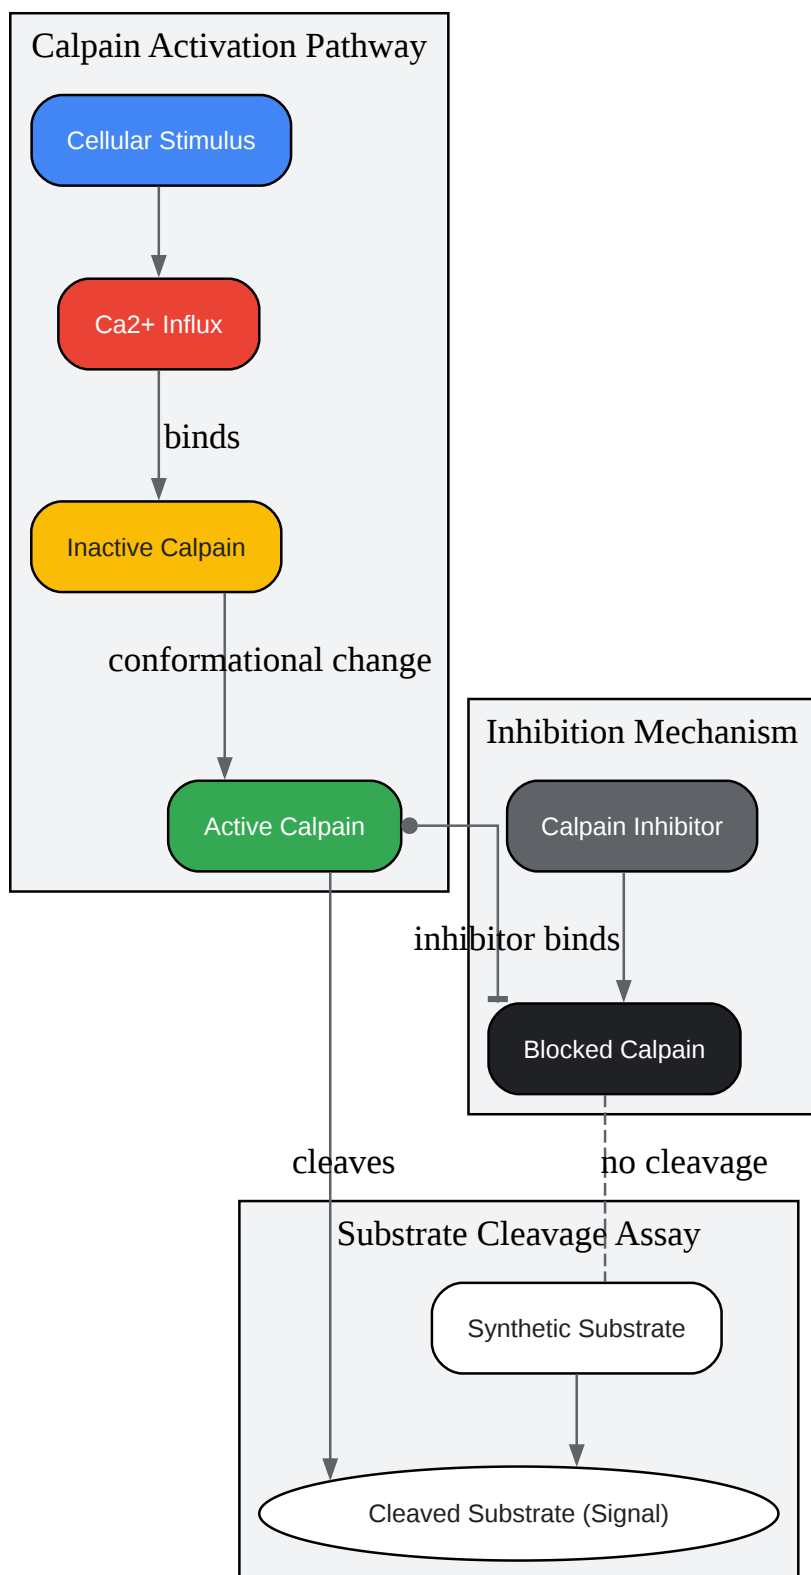 Calpain Activation Pathway
Cellular Stimulus
Ca2+ Influx
binds
Inactive Calpain
conformational change
Active Calpain
Inhibition Mechanism
Calpain Inhibitor
inhibitor binds
Blocked Calpain
cleaves
no cleavage
Substrate Cleavage Assay
Synthetic Substrate
Cleaved Substrate (Signal)